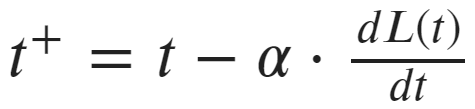 t⁺ = t − α · dL(t)/dt